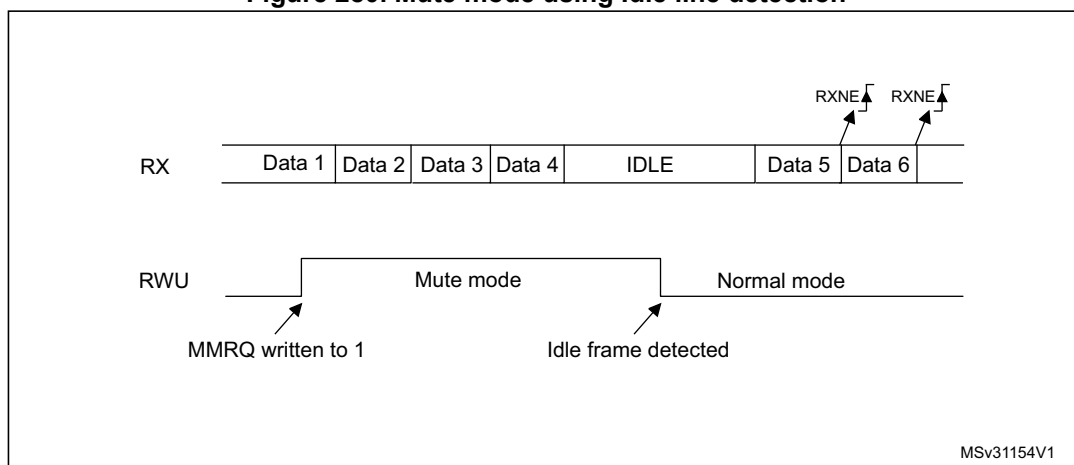 RXNE RXNE
RX Data 1 Data 2 Data 3 Data 4 IDLE Data 5 Data 6
RWU Mute mode Normal mode
MMRQ written to 1 Idle frame detected
MSv31154V1